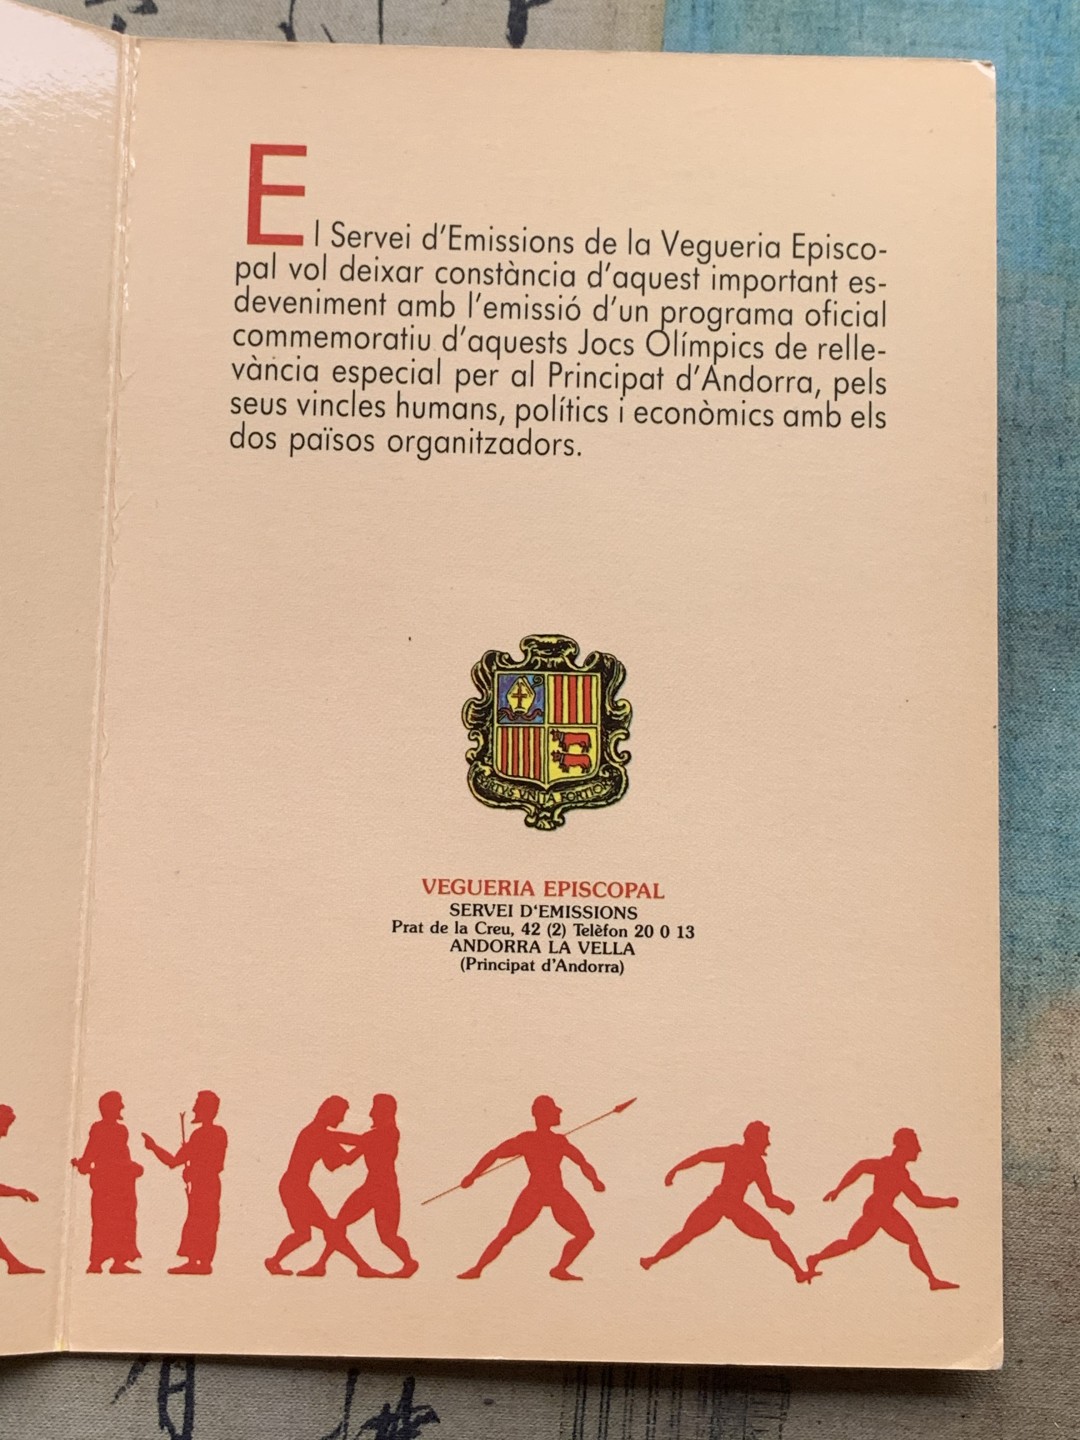 El Servei d'Emissions de la Vegueria Episco-
pal vol deixar constància d'aquest important es-
deveniment amb l'emissió d'un programa oficial
commemoratiu d'aquests Jocs Olímpics de relle-
vància especial per al Principat d'Andorra, pels
seus vincles humans, polítics i econòmics amb els
dos països organitzadors.
VIRTVS VNITA FORTIOR
VEGUERIA EPISCOPAL
SERVEI D'EMISSIONS
Prat de la Creu, 42 (2) Telèfon 20 0 13
ANDORRA LA VELLA
(Principat d'Andorra)